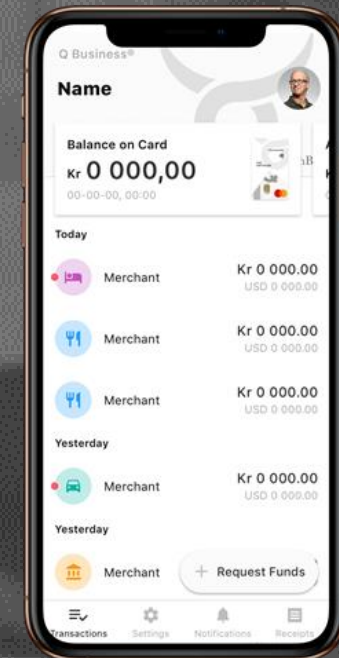 Q Business®
Name
Balance on Card
Kr 0 000,00
00-00-00, 00:00
Today
Merchant
Kr 0 000.00
USD 0 000.00
Merchant
Kr 0 000.00
USD 0 000.00
Merchant
Kr 0 000.00
USD 0 000.00
Yesterday
Merchant
Kr 0 000.00
USD 0 000.00
Yesterday
Merchant
+ Request Funds
Transactions
Settings
Notifications
Receipts